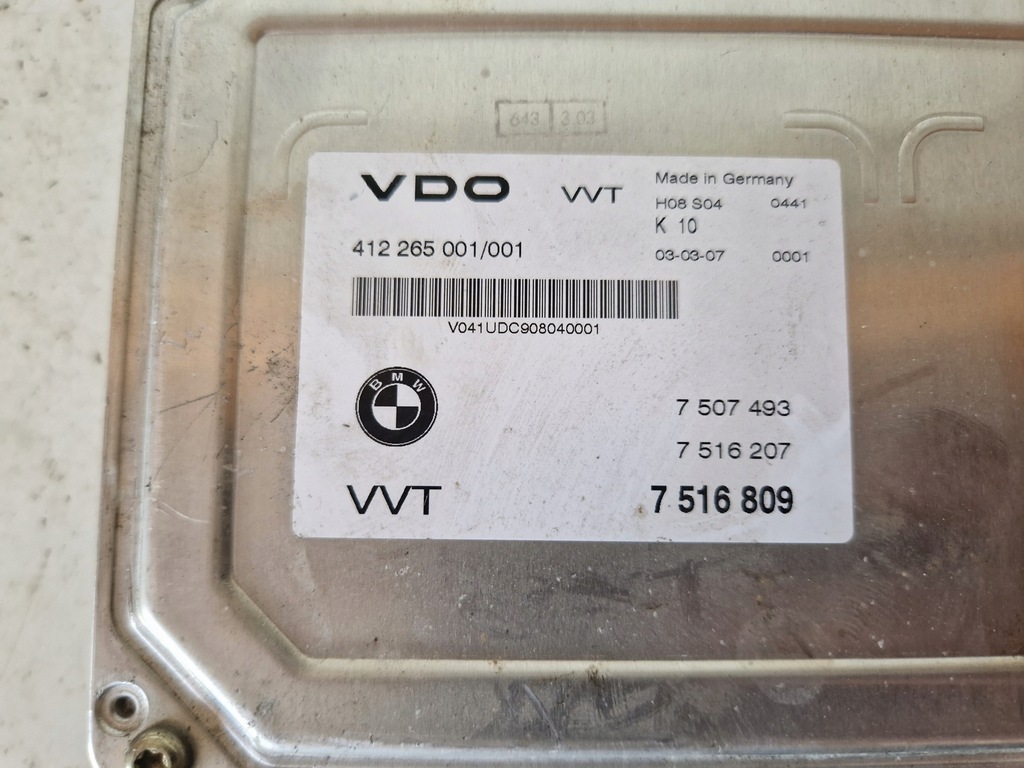 643 3.03
VDO VVT Made in Germany
H08 S04 0441
K 10
412 265 001/001 03-03-07 0001
V041UDC908040001
BMW
7 507 493
7 516 207
VVT 7 516 809